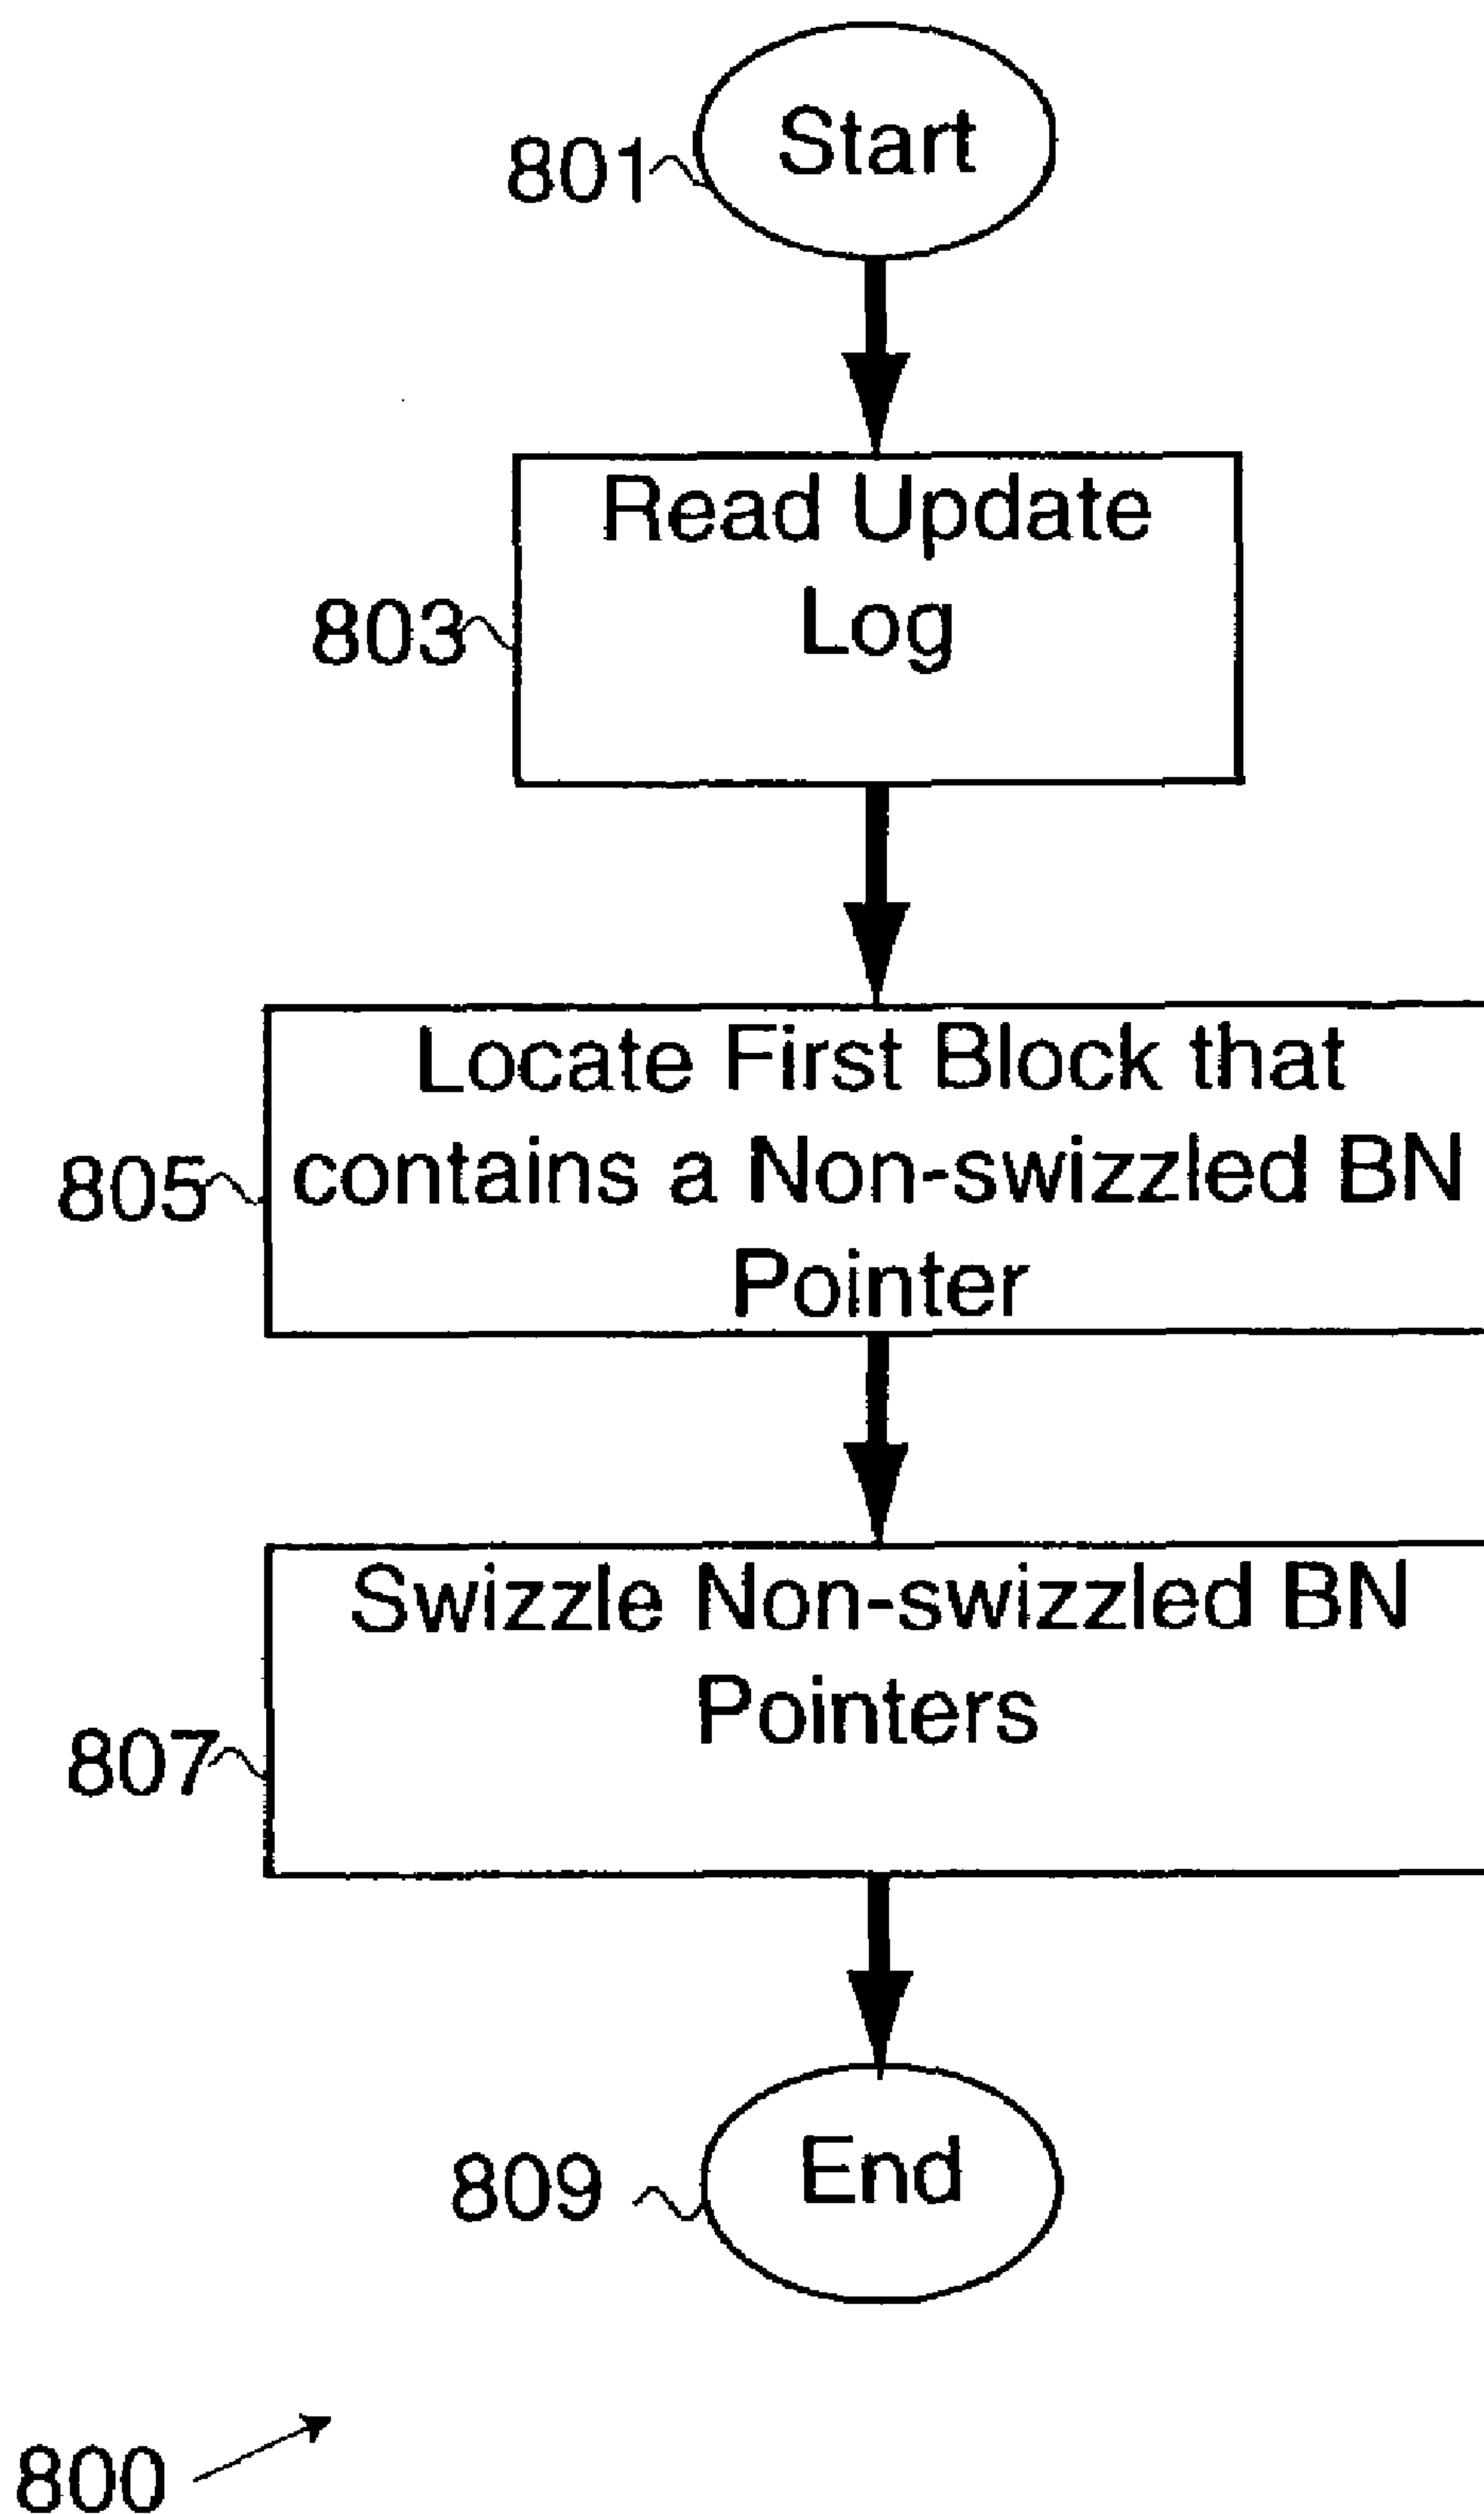 Start
801
Read Update
Log
803
Locate First Block that
contains a Non-swizzled BN
Pointer
805
Swizzle Non-swizzled BN
Pointers
807
End
809
800